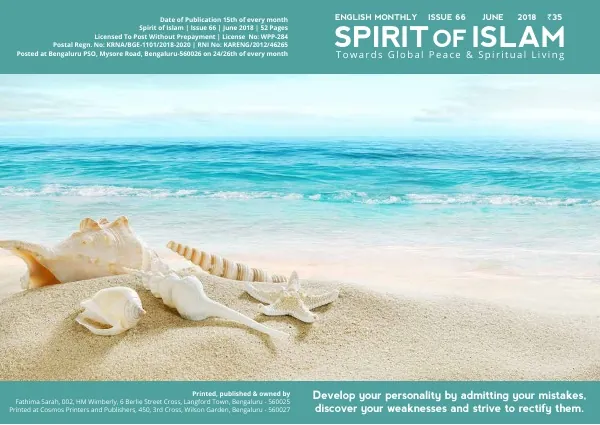 Date of Publication 15th of every month
Spirit of Islam | Issue 66 | June 2018 | 52 Pages
Licensed To Post Without Prepayment | License No: WPP-284
Postal Regn. No: KRNA/BGE-1101/2018-2020 | RNI No: KARENG/2012/46265
Posted at Bengaluru PSO, Mysore Road, Bengaluru-560026 on 24/26th of every month
ENGLISH MONTHLY ISSUE 66 JUNE 2018 ₹35
SPIRIT OF ISLAM
Towards Global Peace & Spiritual Living
Printed, published & owned by
Fathima Sarah, 002, HM Wimberly, 6 Berlie Street Cross, Langford Town, Bengaluru - 560025
Printed at Cosmos Printers and Publishers, 450, 3rd Cross, Wilson Garden, Bengaluru - 560027
Develop your personality by admitting your mistakes,
discover your weaknesses and strive to rectify them.